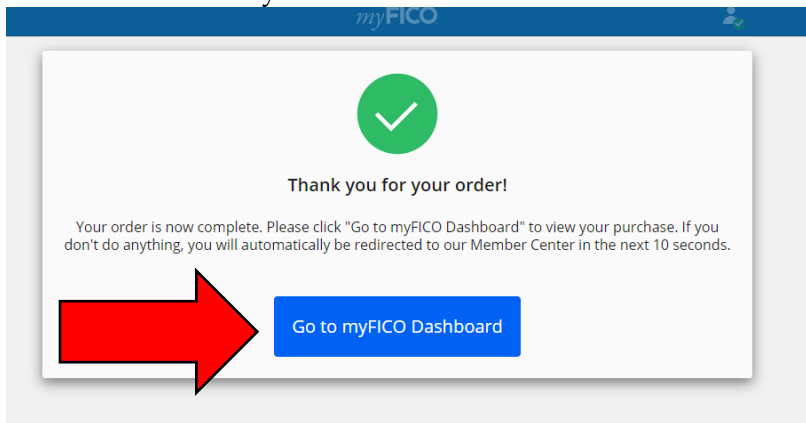 myFICO
Thank you for your order!
Your order is now complete. Please click "Go to myFICO Dashboard" to view your purchase. If you
don't do anything, you will automatically be redirected to our Member Center in the next 10 seconds.
Go to myFICO Dashboard